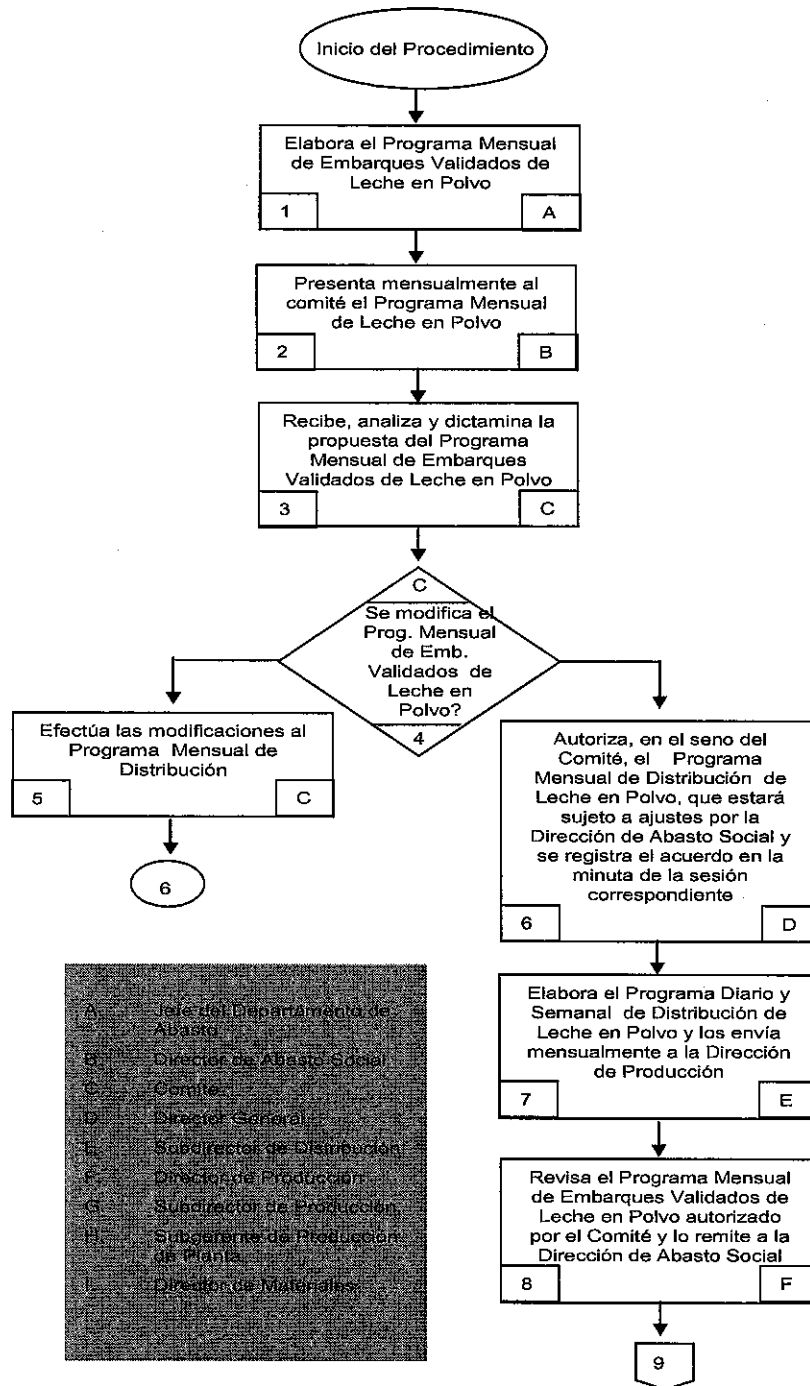 Inicio del Procedimiento
Elabora el Programa Mensual
de Embarques Validados de
Leche en Polvo
1
A
Presenta mensualmente al
comité el Programa Mensual
de Leche en Polvo
2
B
Recibe, analiza y dictamina la
propuesta del Programa
Mensual de Embarques
Validados de Leche en Polvo
3
C
C
Se modifica el
Prog. Mensual
de Emb.
Validados de
Leche en
Polvo?
4
Efectúa las modificaciones al
Programa Mensual de
Distribución
5
C
6
Autoriza, en el seno del
Comité, el Programa
Mensual de Distribución de
Leche en Polvo, que estará
sujeto a ajustes por la
Dirección de Abasto Social y
se registra el acuerdo en la
minuta de la sesión
correspondiente
6
D
Elabora el Programa Diario y
Semanal de Distribución de
Leche en Polvo y los envía
mensualmente a la Dirección
de Producción
7
E
Revisa el Programa Mensual
de Embarques Validados de
Leche en Polvo autorizado
por el Comité y lo remite a la
Dirección de Abasto Social
8
F
9
A. Jefe del Departamento de
Abasto
B. Director de Abasto Social
C. Comité
D. Director General
E. Subdirector de Distribución
F. Director de Producción
G. Subdirector de Producción
H. Subgerente de Producción
de Planta
I. Director de Materiales